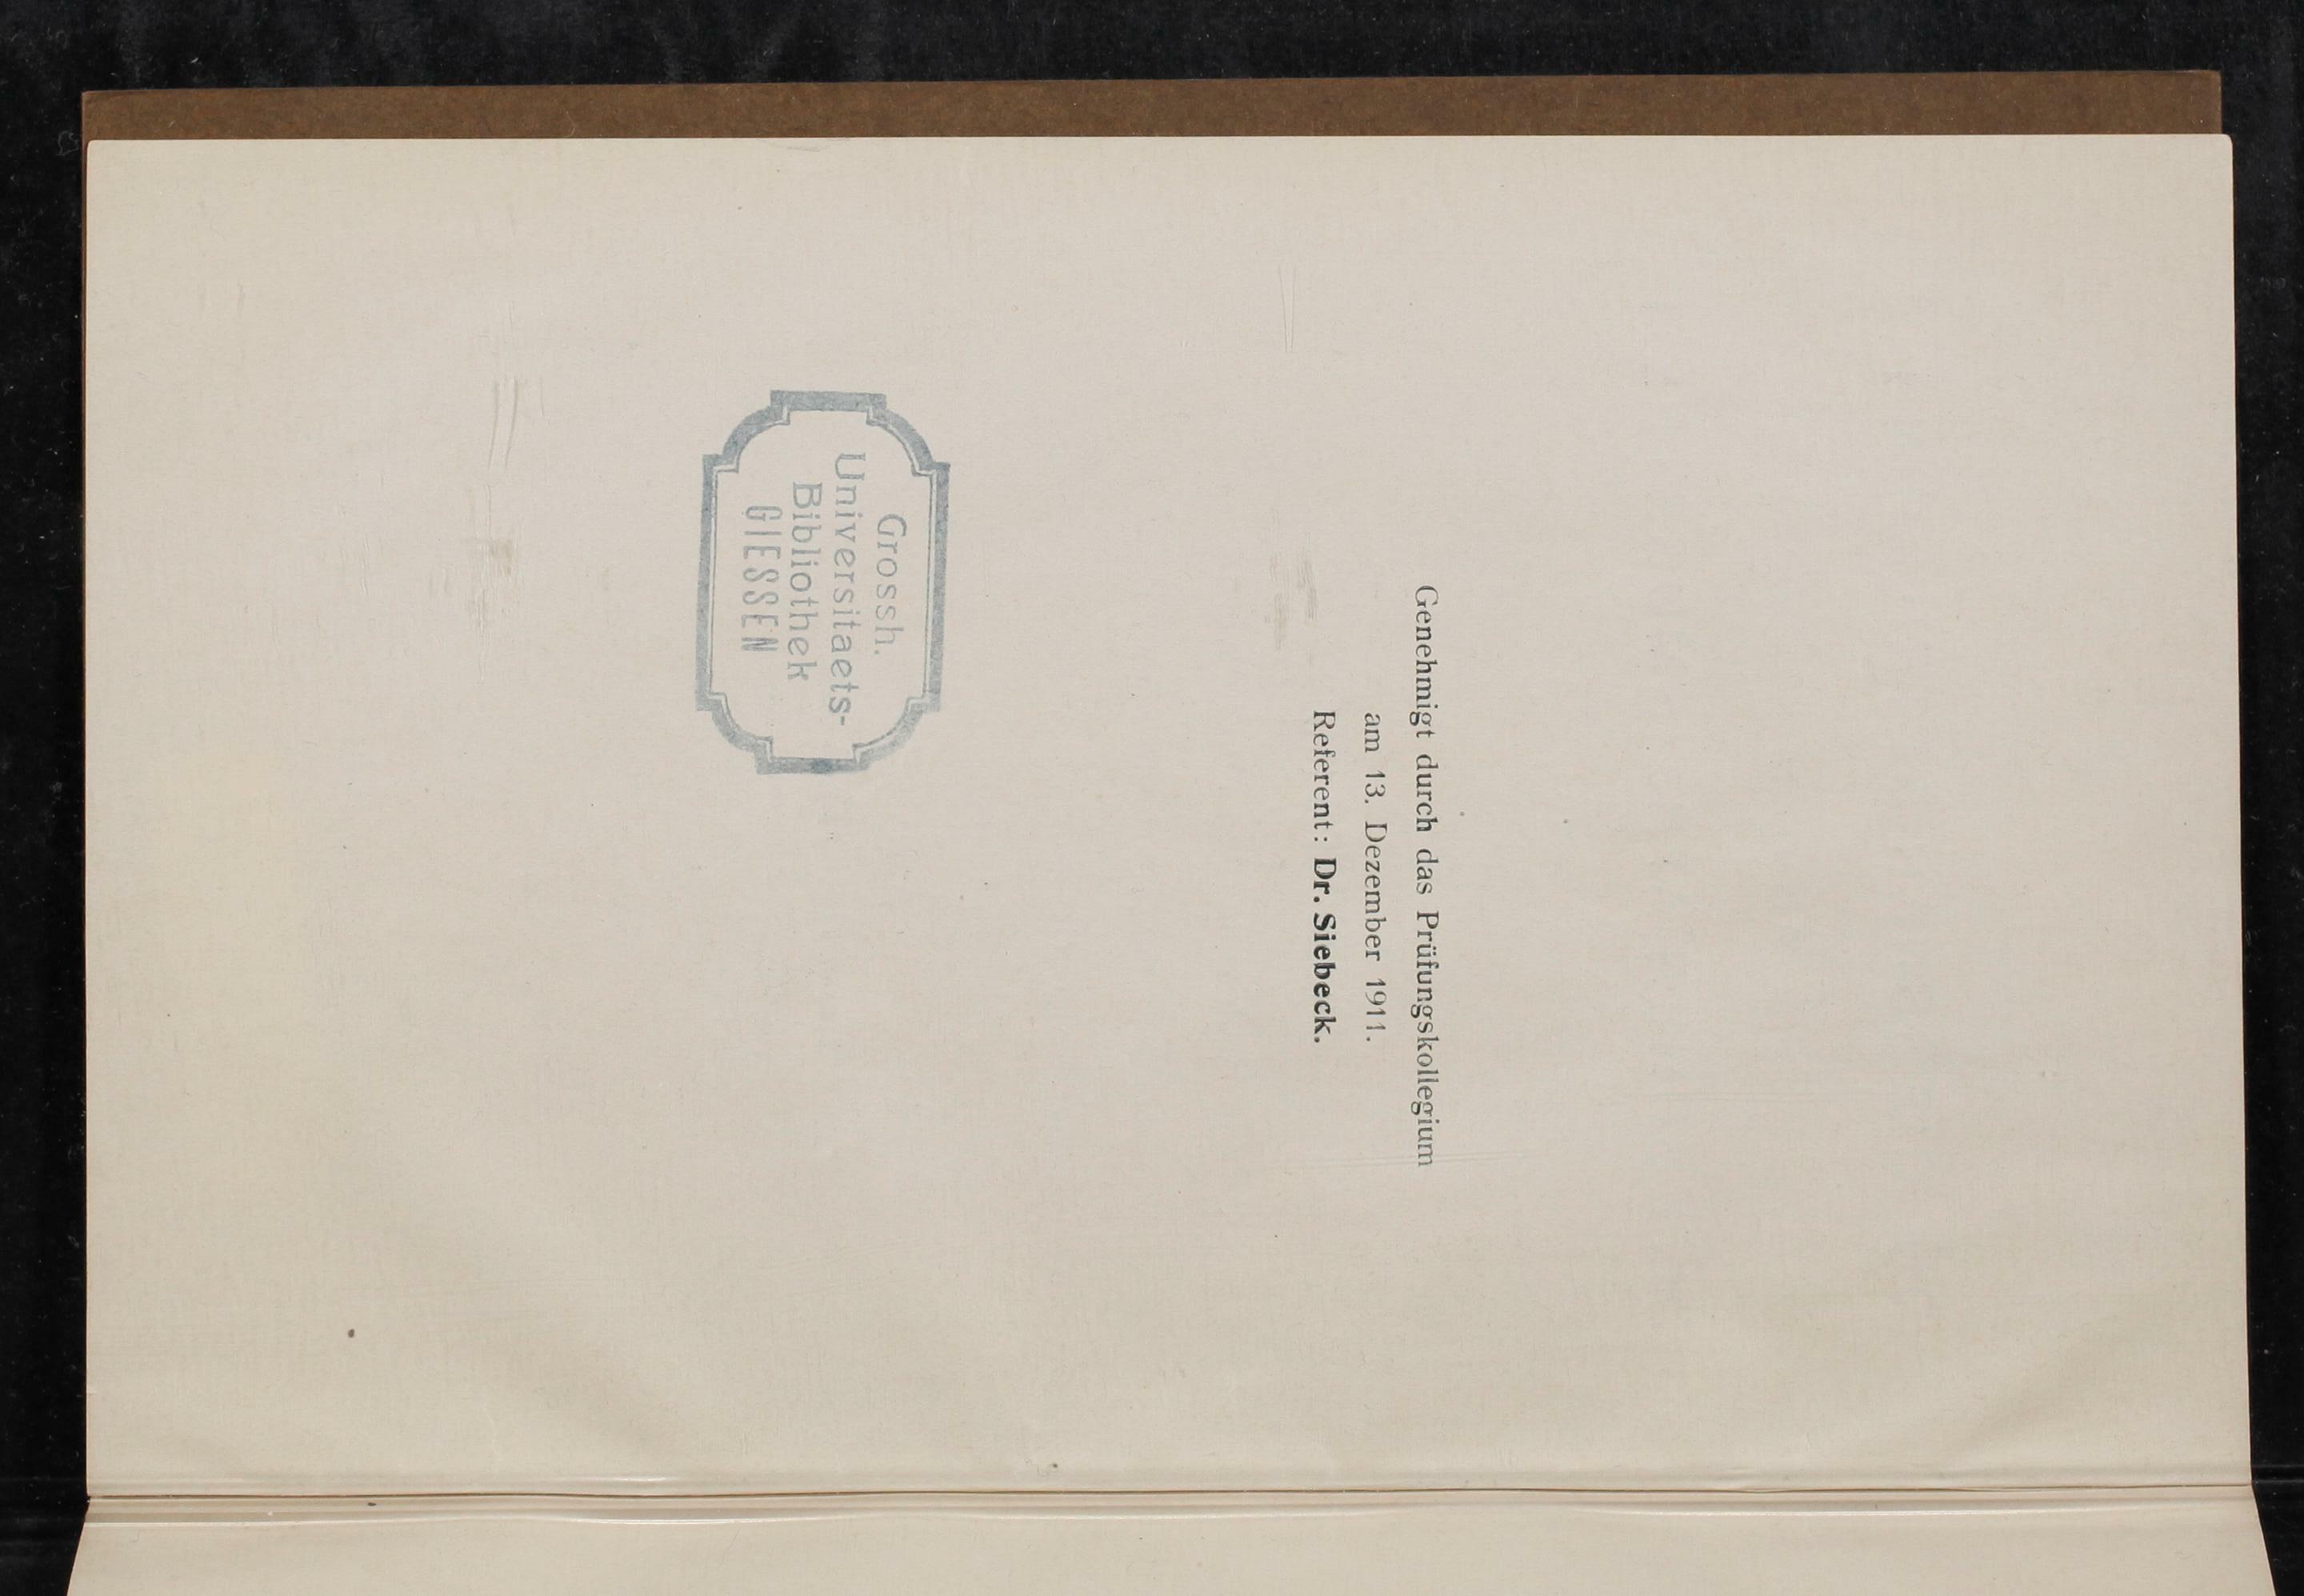 Genehmigt durch das Prüfungskollegium
am 13. Dezember 1911.
Referent: Dr. Siebeck.
Grossh.
Universitaets-
Bibliothek
GIESSEN